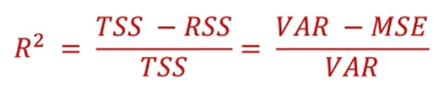 R² = (TSS − RSS) / TSS = (VAR − MSE) / VAR